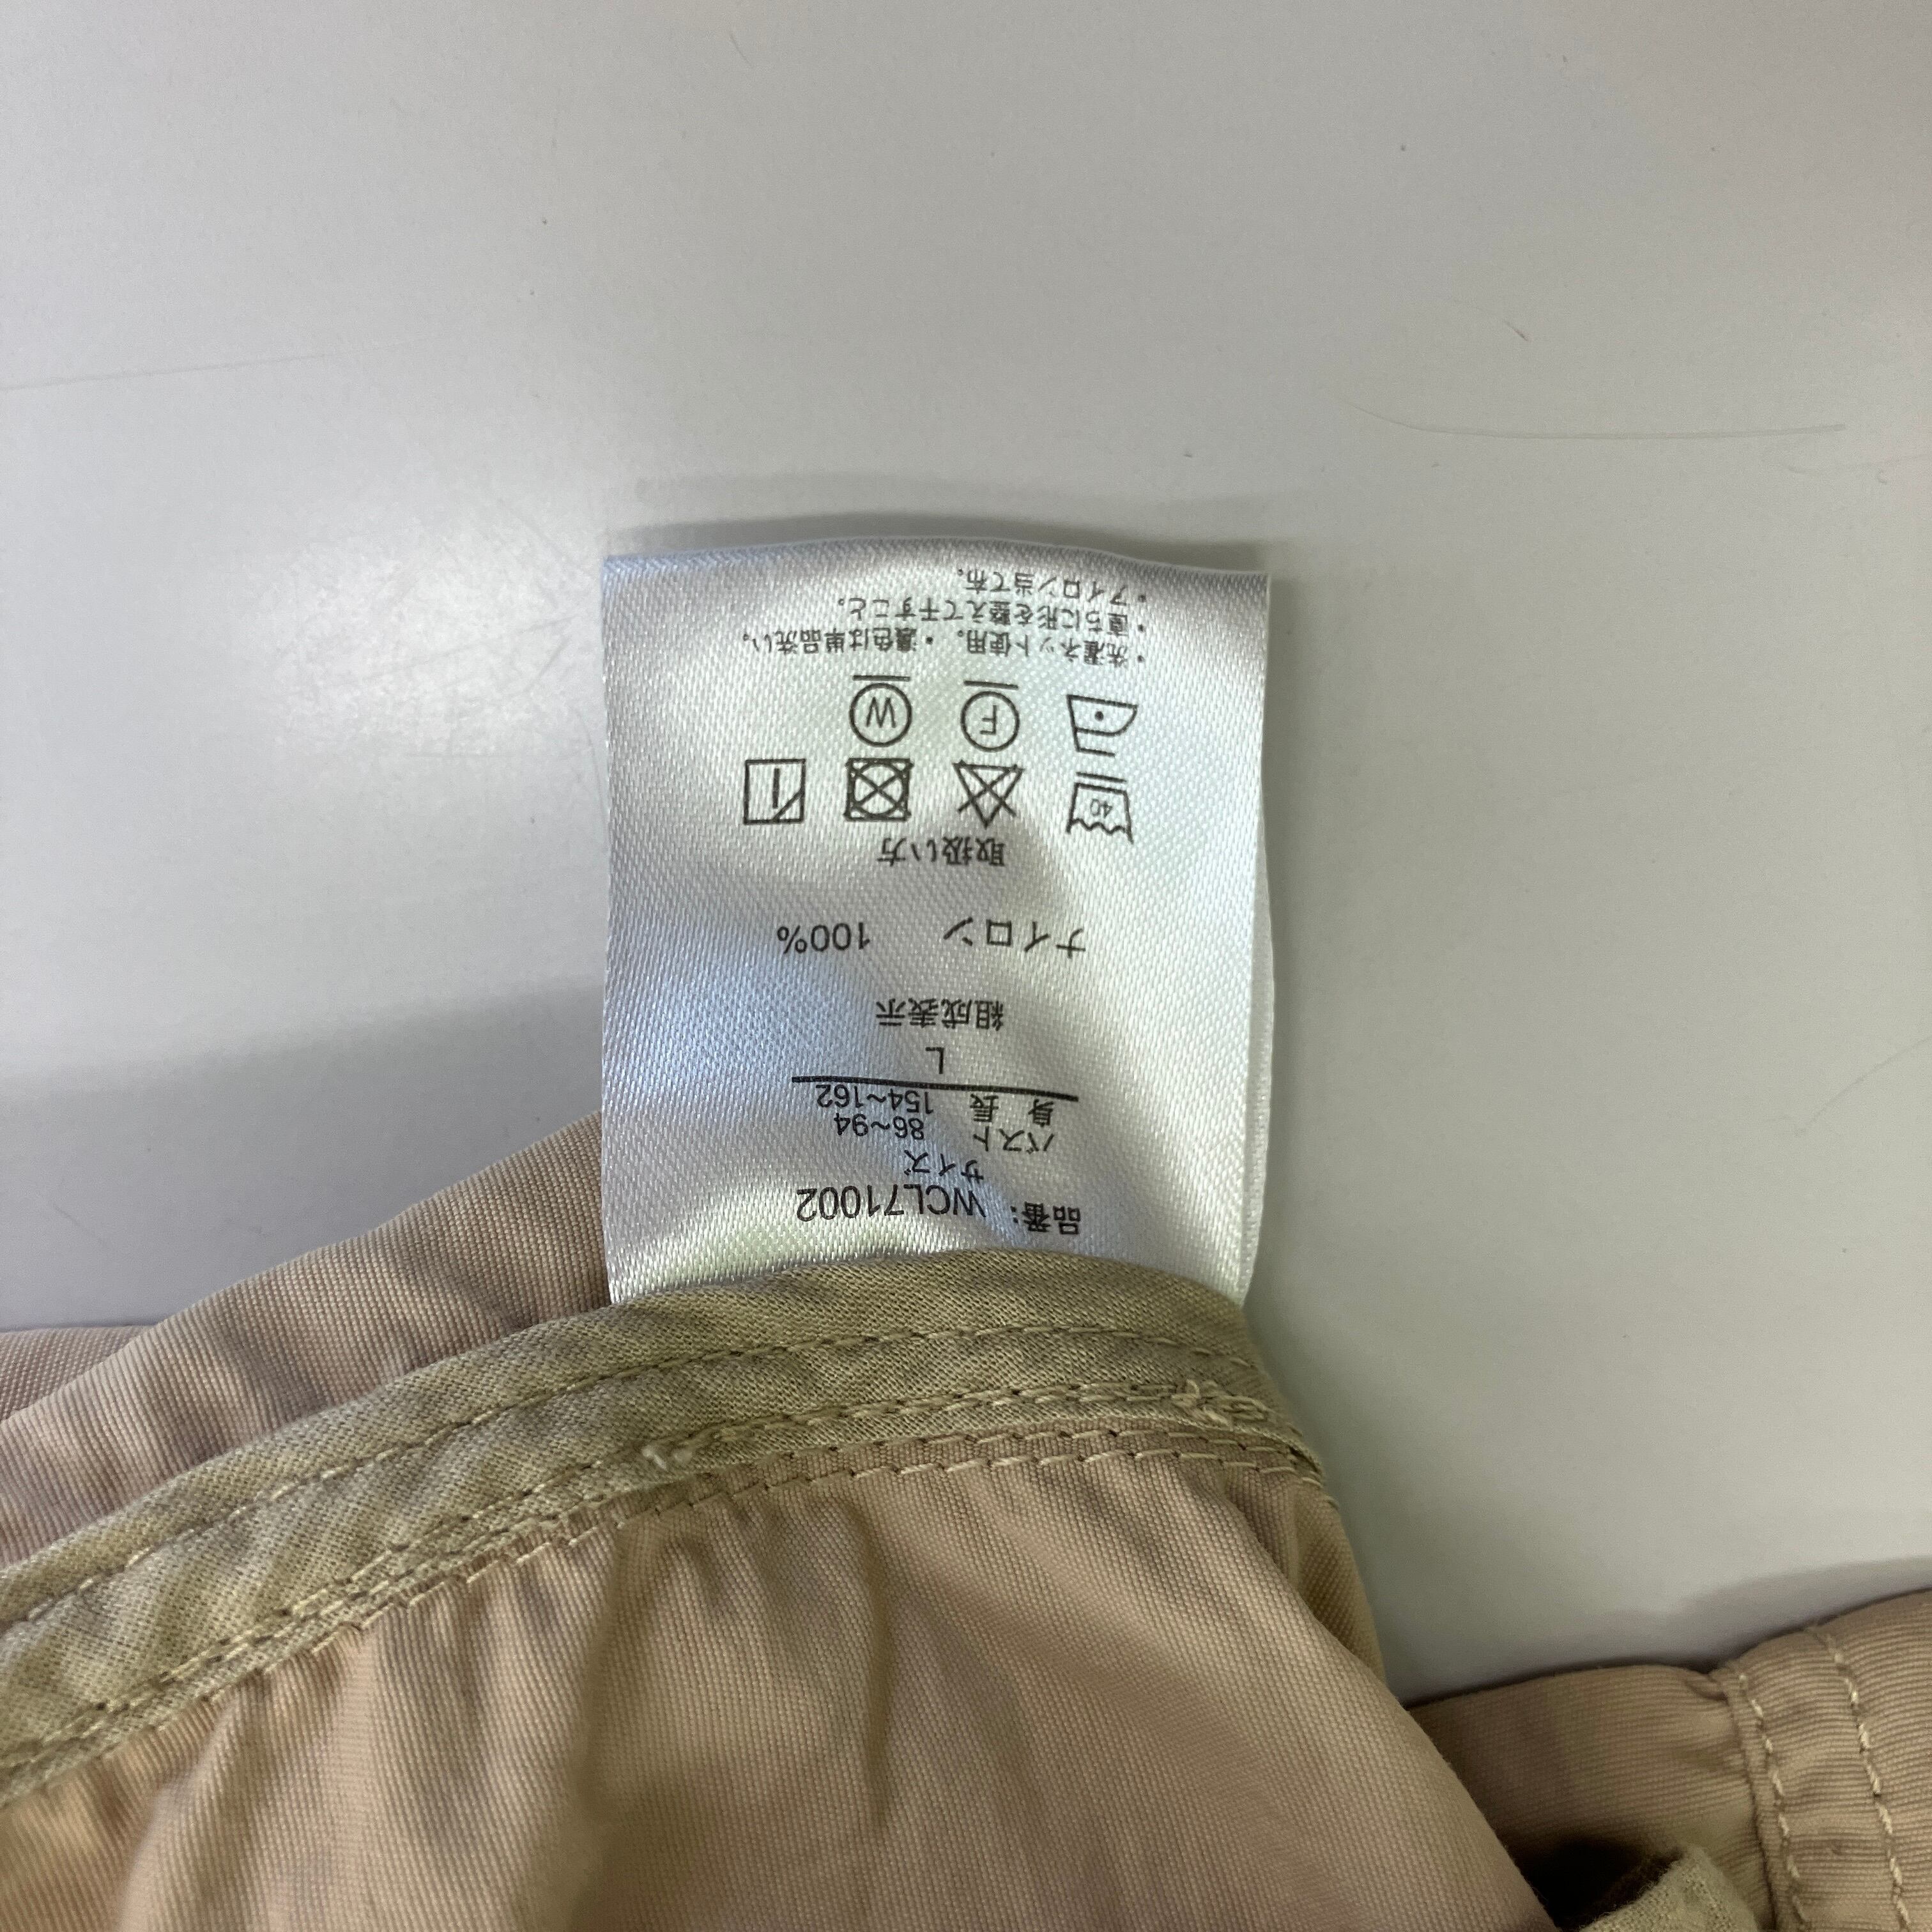 品番: WCL71002
サイズ
バスト 86~94
身長 154~162
L
組成表示
ナイロン 100%
取扱い方
40
F W
・洗濯ネット使用。・濃色は単品洗い。
・直ちに形を整えて干すこと。
・アイロン当て布。